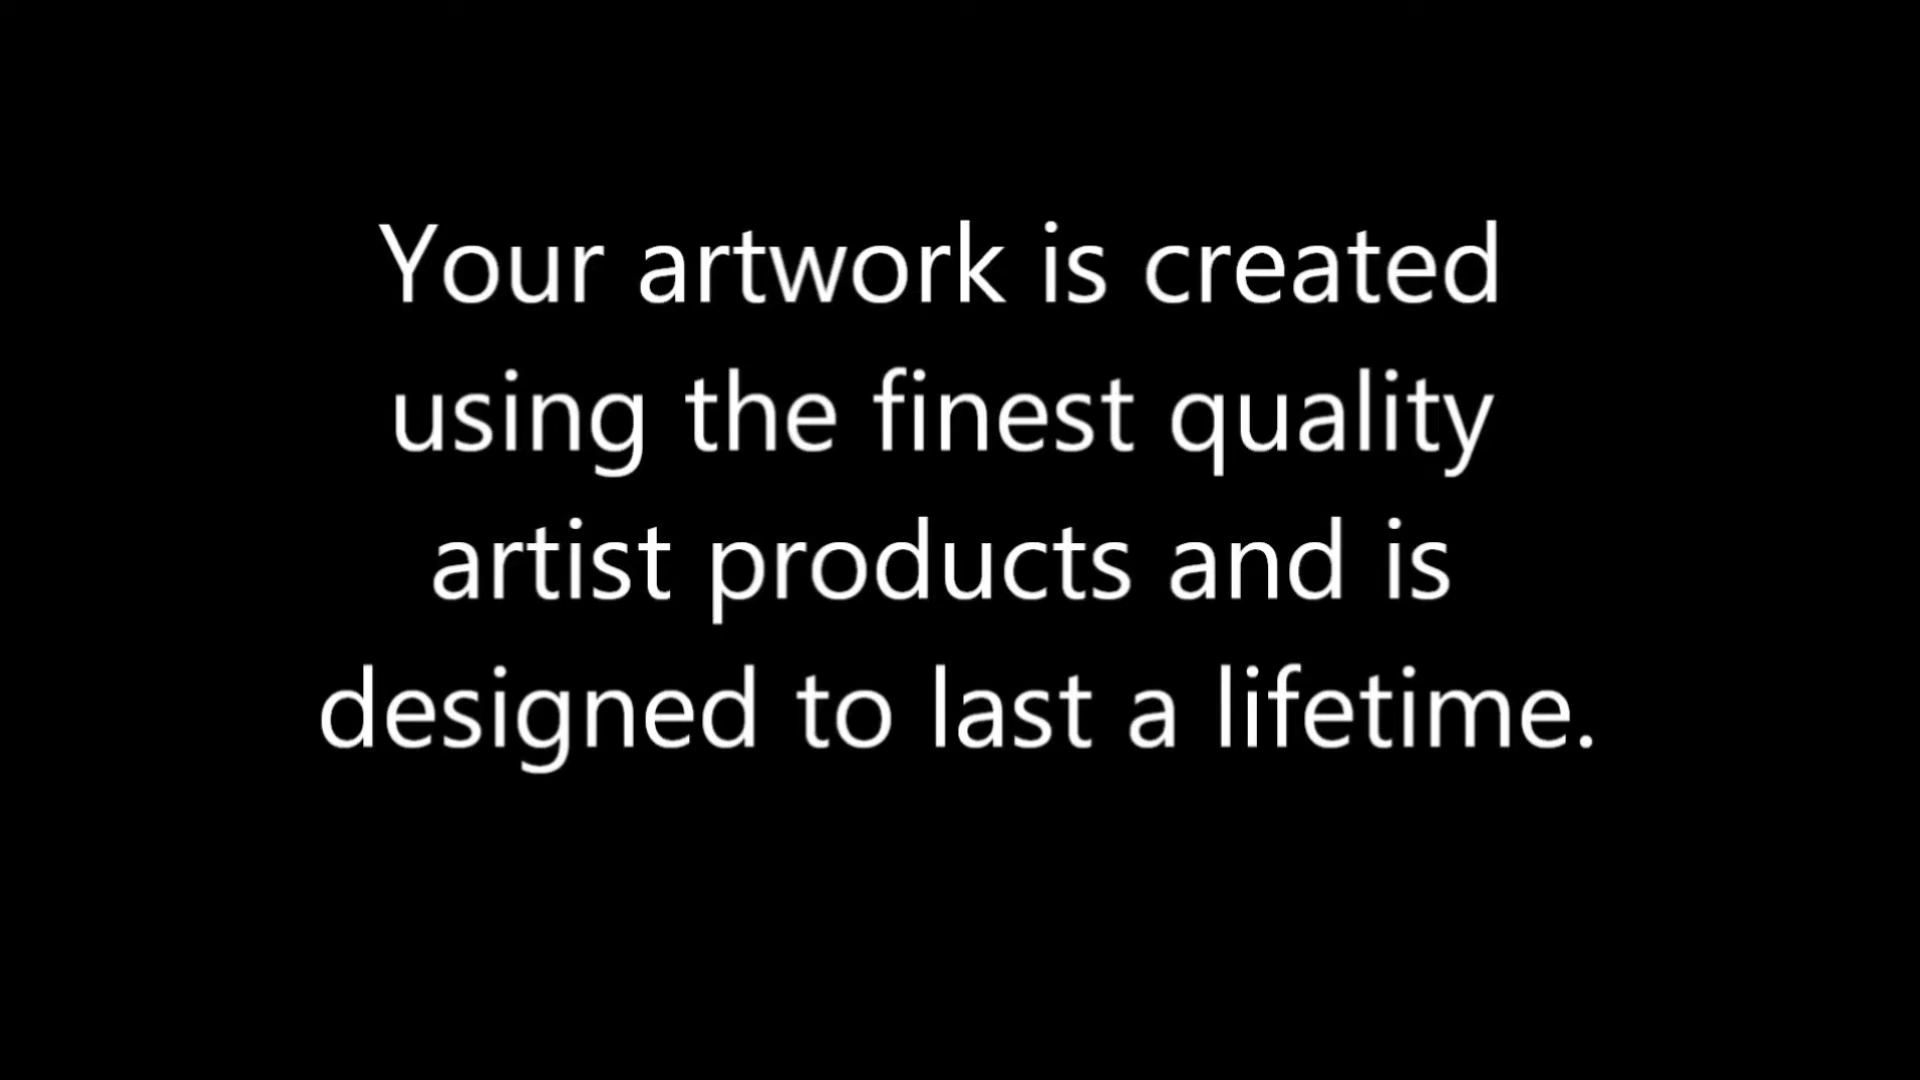 Your artwork is created
using the finest quality
artist products and is
designed to last a lifetime.